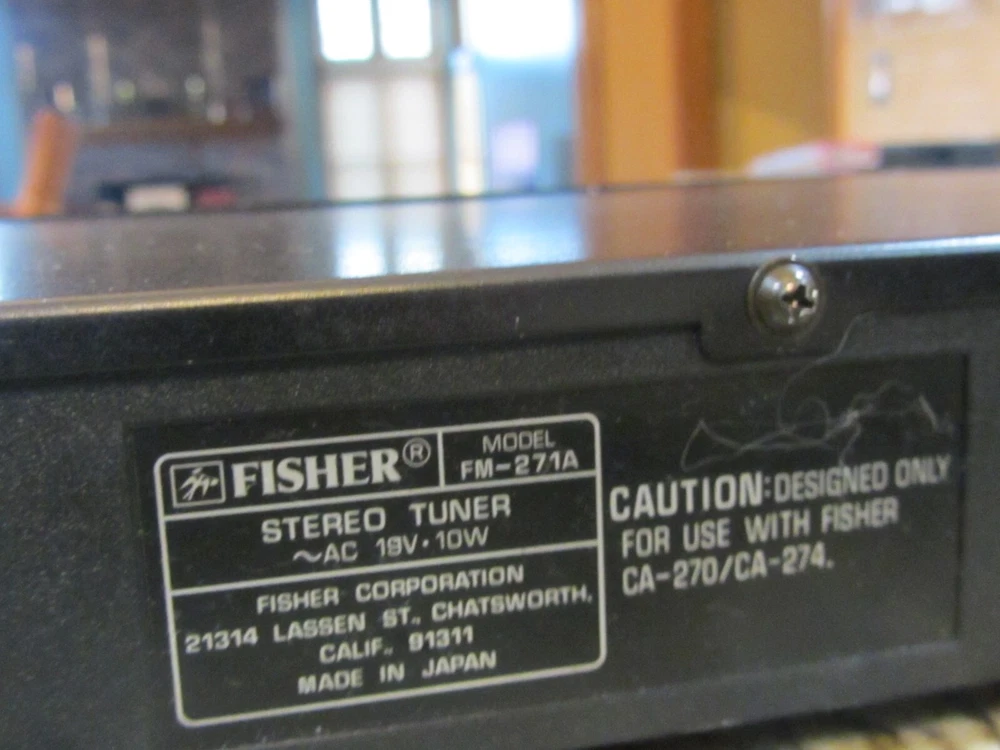 FISHER®
MODEL
FM-271A
STEREO TUNER
~AC 19V·10W
FISHER CORPORATION
21314 LASSEN ST., CHATSWORTH,
CALIF., 91311
MADE IN JAPAN
CAUTION: DESIGNED ONLY
FOR USE WITH FISHER
CA-270/CA-274.